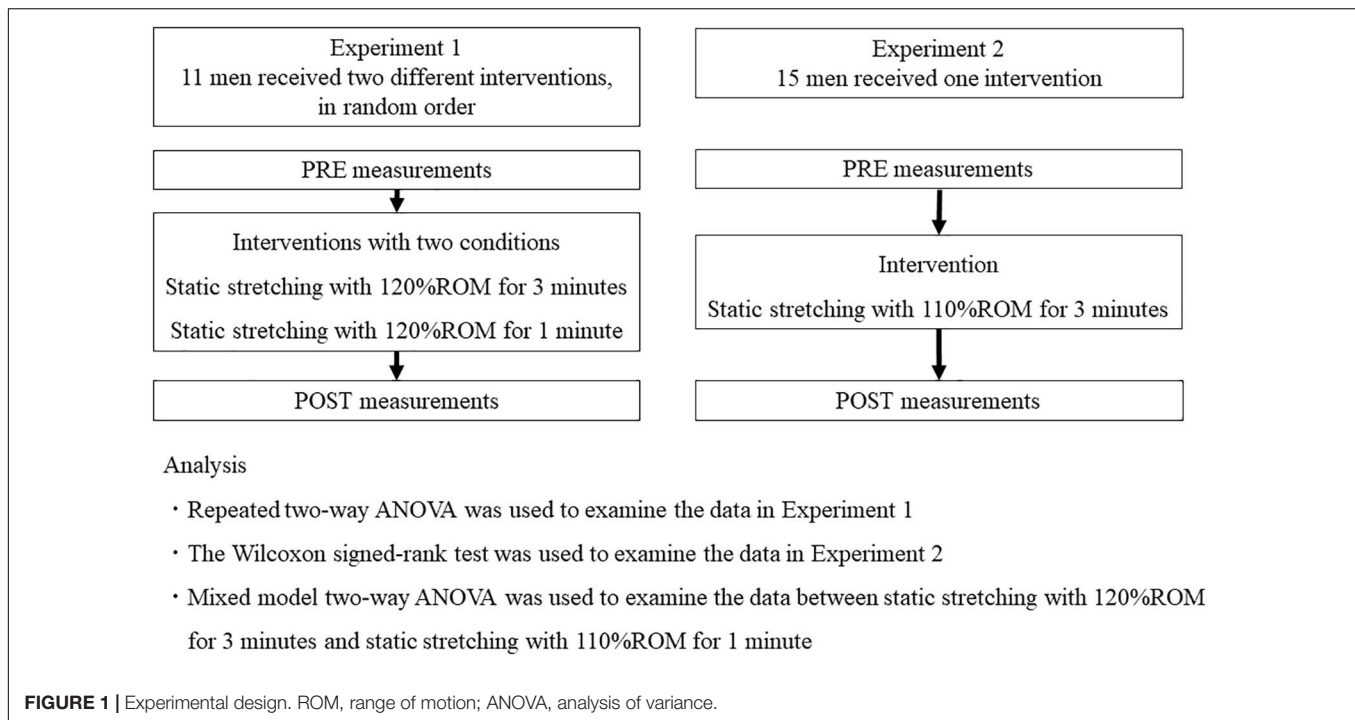 Experiment 1
11 men received two different interventions,
in random order
PRE measurements
Interventions with two conditions
Static stretching with 120%ROM for 3 minutes
Static stretching with 120%ROM for 1 minute
POST measurements
Experiment 2
15 men received one intervention
PRE measurements
Intervention
Static stretching with 110%ROM for 3 minutes
POST measurements
Analysis
・Repeated two-way ANOVA was used to examine the data in Experiment 1
・The Wilcoxon signed-rank test was used to examine the data in Experiment 2
・Mixed model two-way ANOVA was used to examine the data between static stretching with 120%ROM
for 3 minutes and static stretching with 110%ROM for 1 minute
FIGURE 1 | Experimental design. ROM, range of motion; ANOVA, analysis of variance.